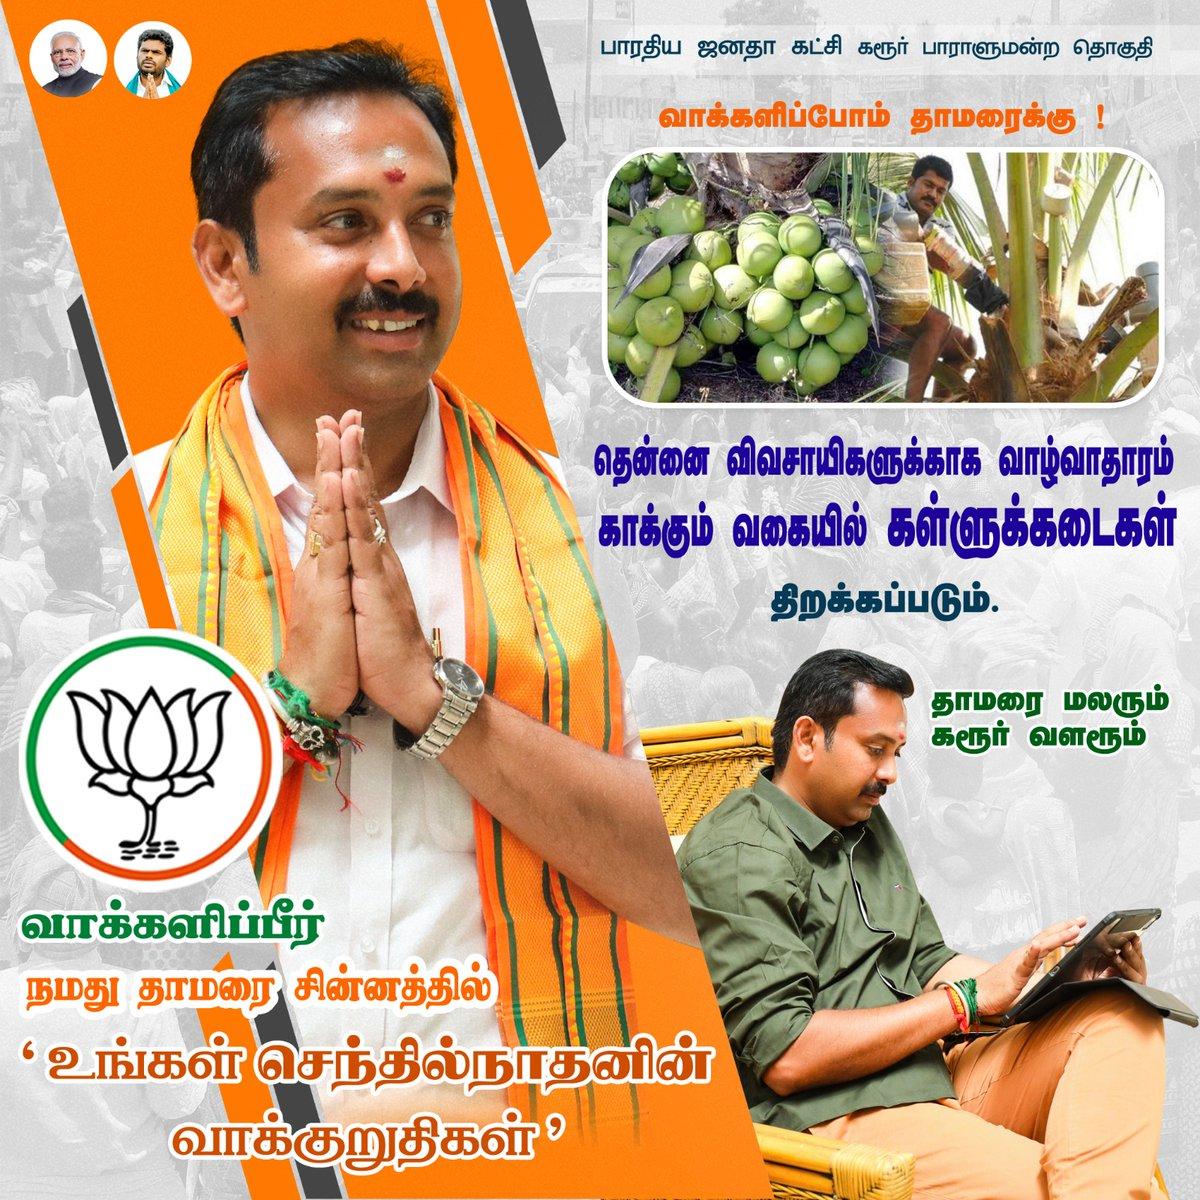 பாரதிய ஜனதா கட்சி கரூர் பாராளுமன்ற தொகுதி
வாக்களிப்போம் தாமரைக்கு !
தென்னை விவசாயிகளுக்காக வாழ்வாதாரம்
காக்கும் வகையில் கள்ளுக்கடைகள்
திறக்கப்படும்.
தாமரை மலரும்
கரூர் வளரும்
வாக்களிப்பீர்
நமது தாமரை சின்னத்தில்
‘உங்கள் செந்தில்நாதனின்
வாக்குறுதிகள்’